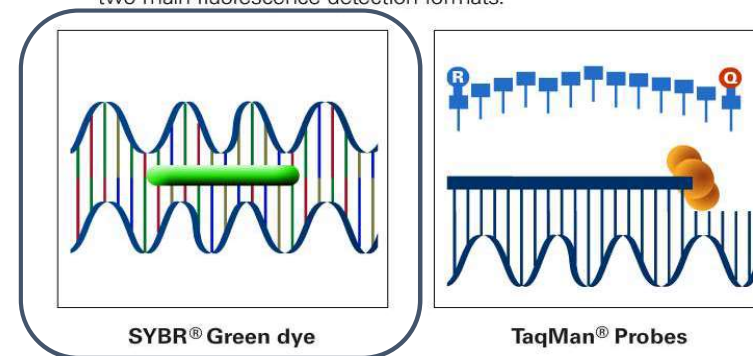 two main fluorescence detection formats.
R Q
SYBR® Green dye
TaqMan® Probes